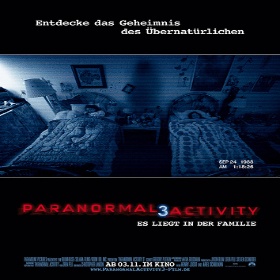 Entdecke das Geheimnis
des Übernatürlichen
SEP 24, 1988
AM 1:18:26
PARANORMAL 3 ACTIVITY
ES LIEGT IN DER FAMILIE
AB 03.11. IM KINO
WWW.PARANORMALACTIVITY3-FILM.DE